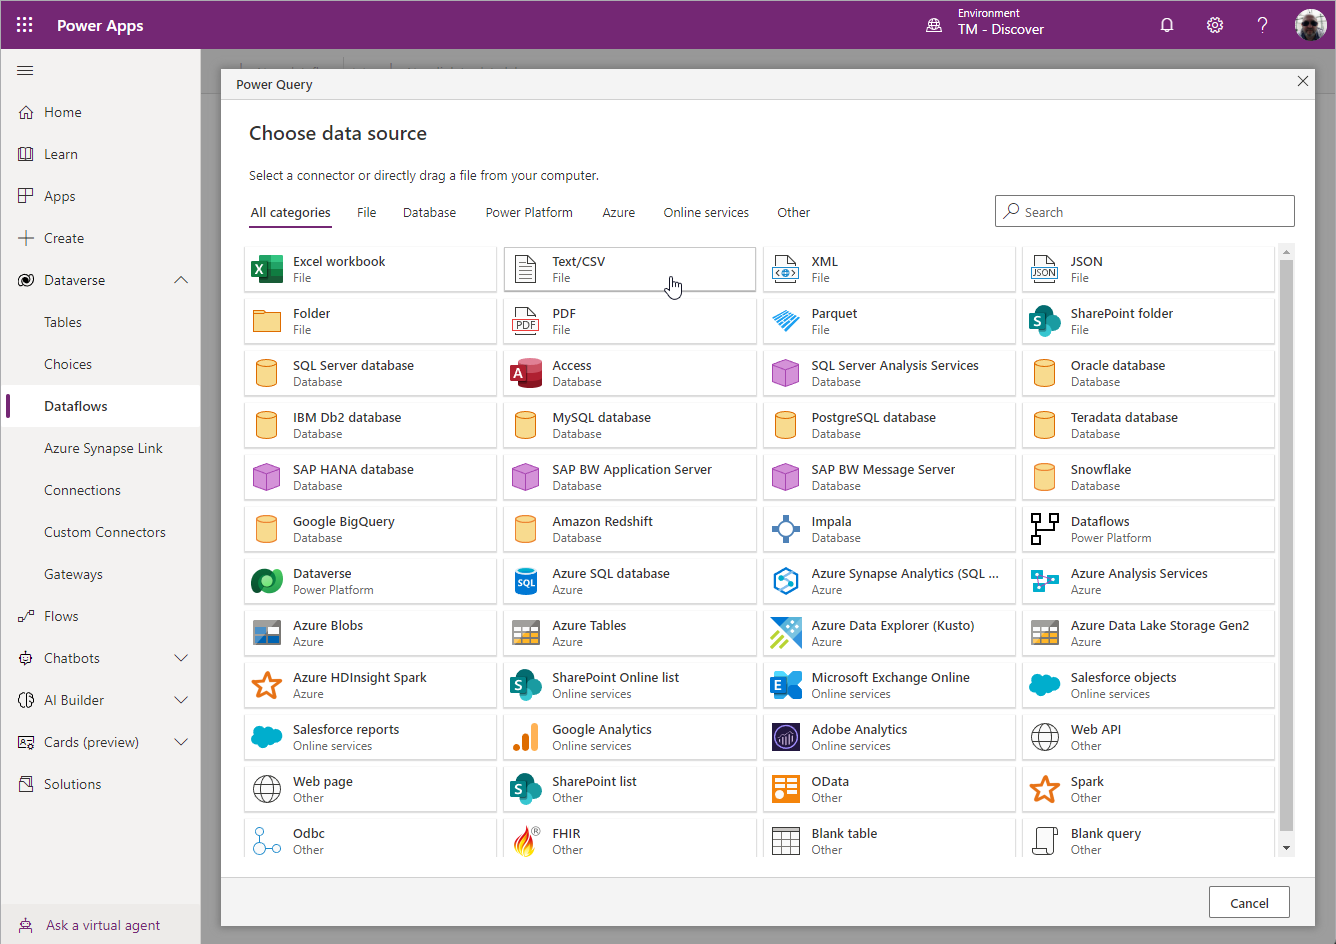 Power Apps
Environment
TM - Discover
Home
Learn
Apps
Create
Dataverse
Tables
Choices
Dataflows
Azure Synapse Link
Connections
Custom Connectors
Gateways
Flows
Chatbots
AI Builder
Cards (preview)
Solutions
Ask a virtual agent
Power Query
Choose data source
Select a connector or directly drag a file from your computer.
All categories File Database Power Platform Azure Online services Other
Search
Excel workbook
File
Text/CSV
File
XML
File
JSON
JSON
File
Folder
File
PDF
PDF
File
Parquet
File
S
SharePoint folder
File
SQL Server database
Database
A
Access
Database
SQL Server Analysis Services
Database
Oracle database
Database
IBM Db2 database
Database
MySQL database
Database
PostgreSQL database
Database
Teradata database
Database
SAP HANA database
Database
SAP BW Application Server
Database
SAP BW Message Server
Database
Snowflake
Database
Google BigQuery
Database
Amazon Redshift
Database
Impala
Database
Dataflows
Power Platform
Dataverse
Power Platform
SQL
Azure SQL database
Azure
Azure Synapse Analytics (SQL ...
Azure
Azure Analysis Services
Azure
Azure Blobs
Azure
Azure Tables
Azure
Azure Data Explorer (Kusto)
Azure
Azure Data Lake Storage Gen2
Azure
Azure HDInsight Spark
Azure
S
SharePoint Online list
Online services
E
Microsoft Exchange Online
Online services
Salesforce objects
Online services
Salesforce reports
Online services
Google Analytics
Online services
Adobe Analytics
Online services
Web API
Other
Web page
Other
S
SharePoint list
Other
OData
Other
Spark
Other
Odbc
Other
FHIR
Other
Blank table
Other
Blank query
Other
Cancel